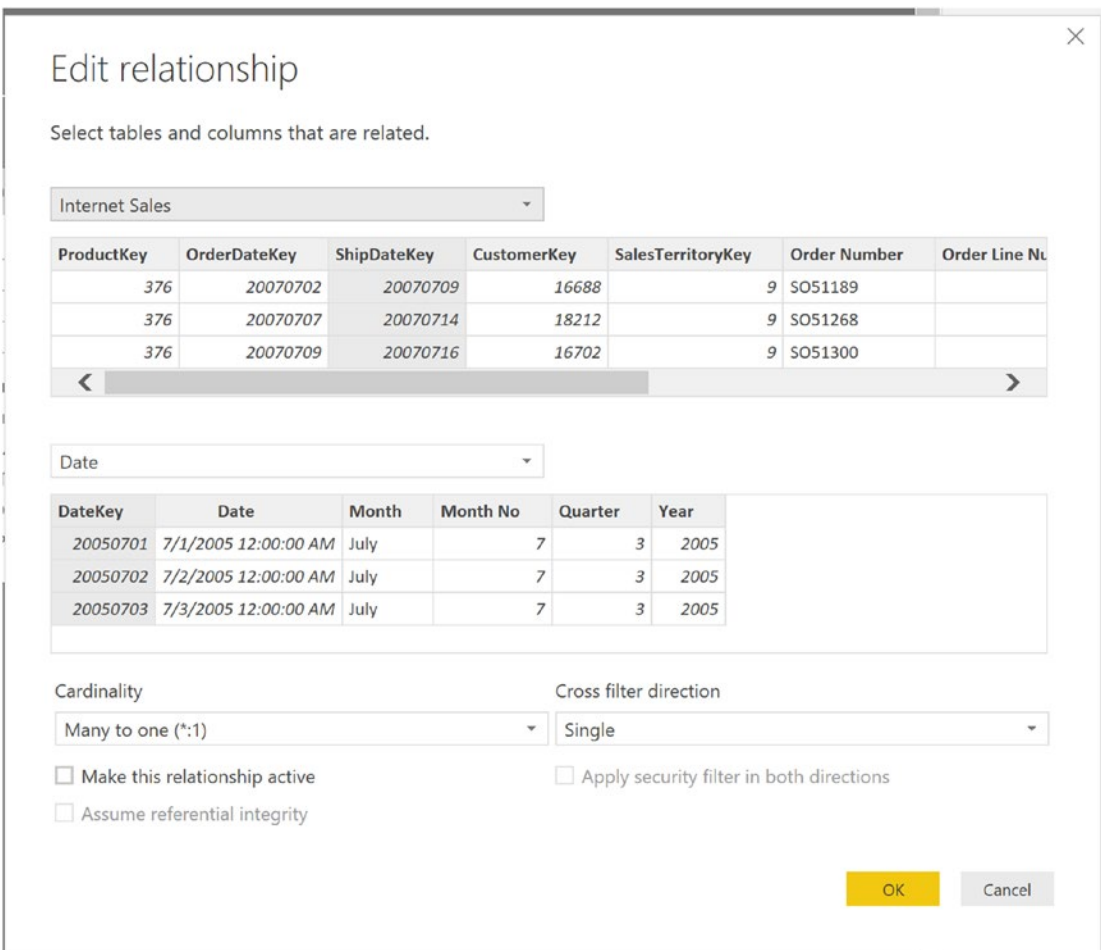 Edit relationship
Select tables and columns that are related.
Internet Sales
ProductKey OrderDateKey ShipDateKey CustomerKey SalesTerritoryKey Order Number Order Line Nu
376 20070702 20070709 16688 9 SO51189
376 20070707 20070714 18212 9 SO51268
376 20070709 20070716 16702 9 SO51300
Date
DateKey Date Month Month No Quarter Year
20050701 7/1/2005 12:00:00 AM July 7 3 2005
20050702 7/2/2005 12:00:00 AM July 7 3 2005
20050703 7/3/2005 12:00:00 AM July 7 3 2005
Cardinality Cross filter direction
Many to one (*:1) Single
Make this relationship active Apply security filter in both directions
Assume referential integrity
OK Cancel